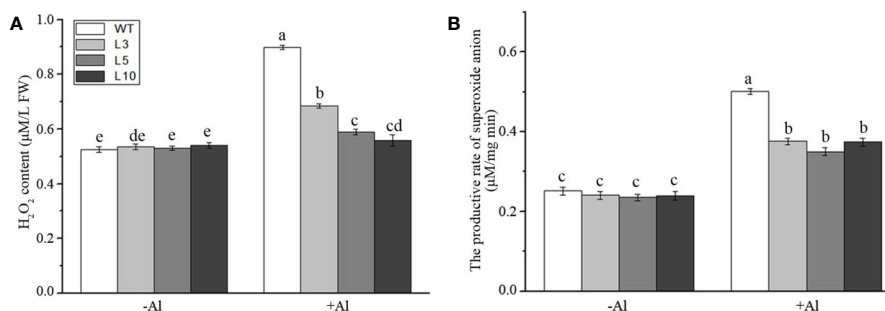 A
H₂O₂ content (μM/L FW)
1.0
0.8
0.6
0.4
0.2
0.0
WT
L3
L5
L10
e
de
e
e
a
b
c
cd
-Al
+Al
B
The productive rate of superoxide anion
(μM/mg min)
0.6
0.4
0.2
0.0
c
c
c
c
a
b
b
b
-Al
+Al